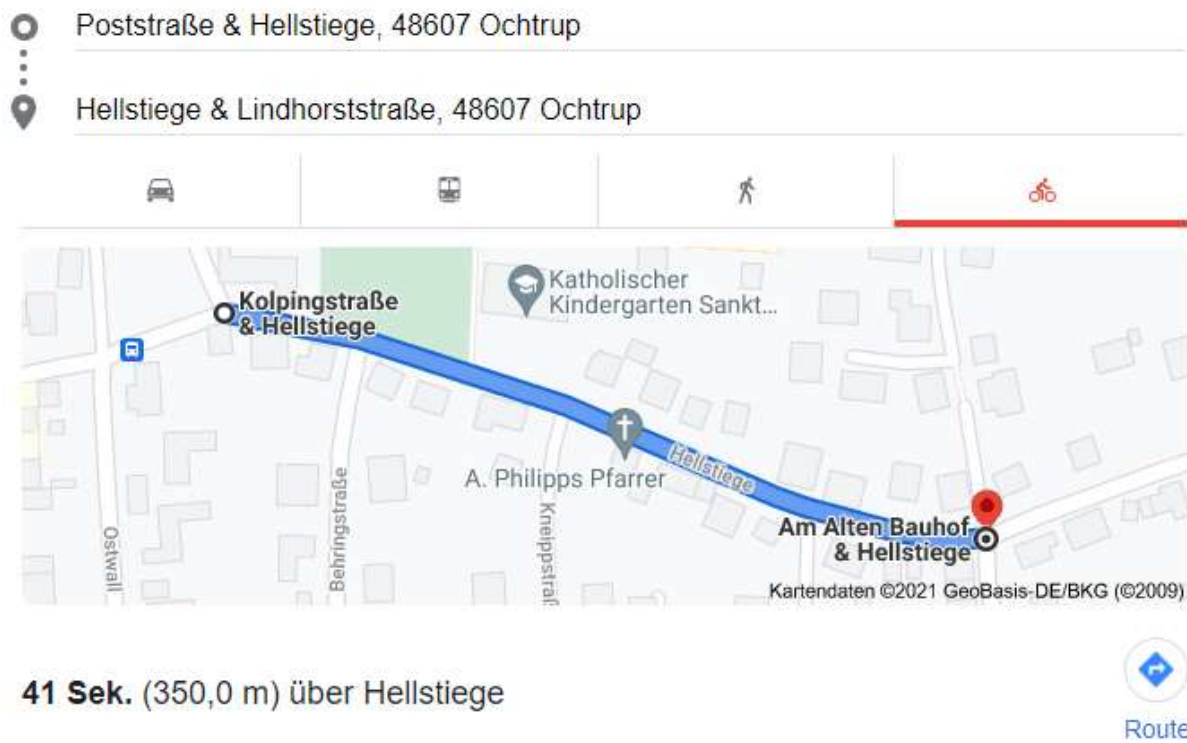 Poststraße & Hellstiege, 48607 Ochtrup
Hellstiege & Lindhorststraße, 48607 Ochtrup
Kolpingstraße
& Hellstiege
Katholischer
Kindergarten Sankt...
A. Philipps Pfarrer
Hellstiege
Ostwall
Behringstraße
Kneippstraß
Am Alten Bauhof
& Hellstiege
Kartendaten ©2021 GeoBasis-DE/BKG (©2009)
41 Sek. (350,0 m) über Hellstiege
Route